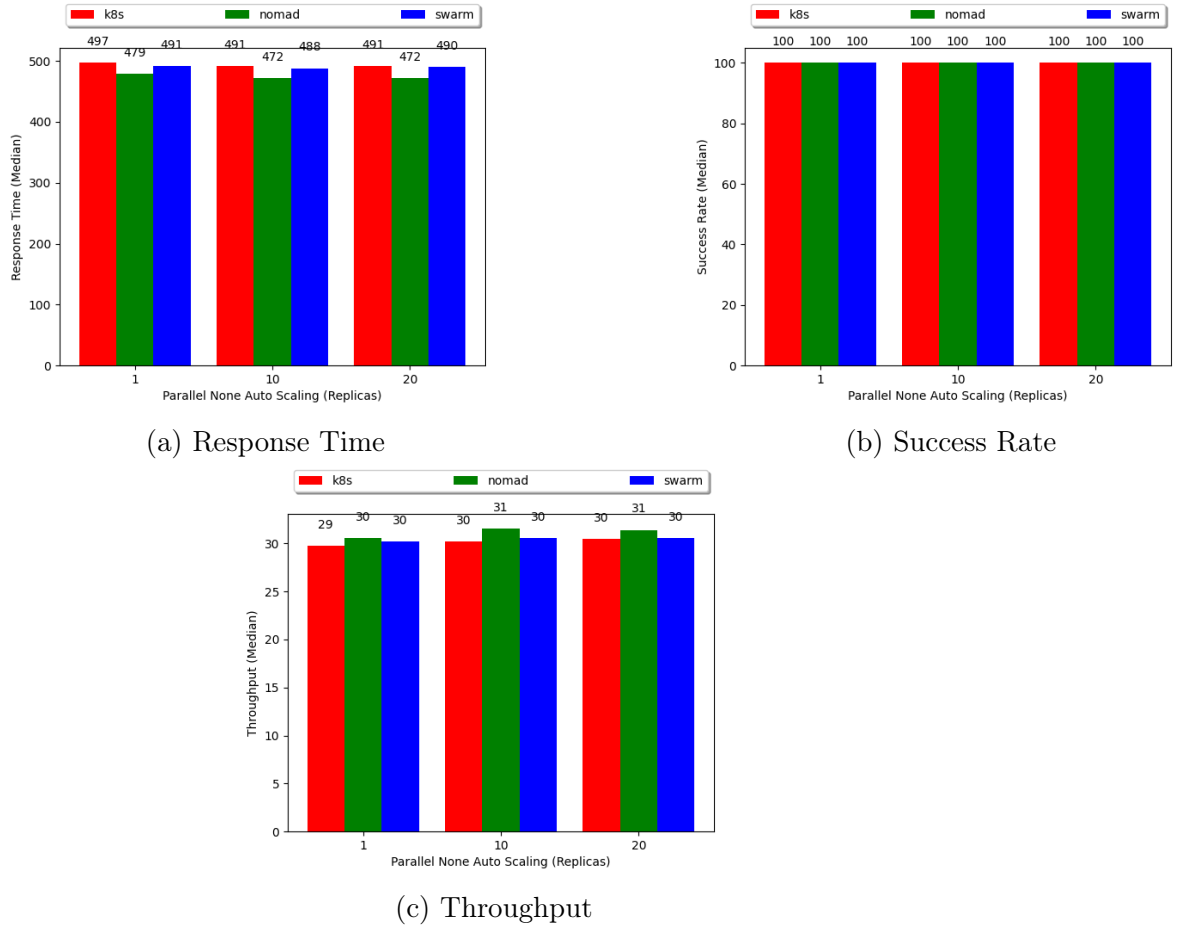 k8s nomad swarm
497 479 491 491 472 488 491 472 490
500
400
300
200
100
0
Response Time (Median)
1 10 20
Parallel None Auto Scaling (Replicas)
(a) Response Time
k8s nomad swarm
100 100 100 100 100 100 100 100 100
100
80
60
40
20
0
Success Rate (Median)
1 10 20
Parallel None Auto Scaling (Replicas)
(b) Success Rate
k8s nomad swarm
29 30 30 30 31 30 30 31 30
30
25
20
15
10
5
0
Throughput (Median)
1 10 20
Parallel None Auto Scaling (Replicas)
(c) Throughput